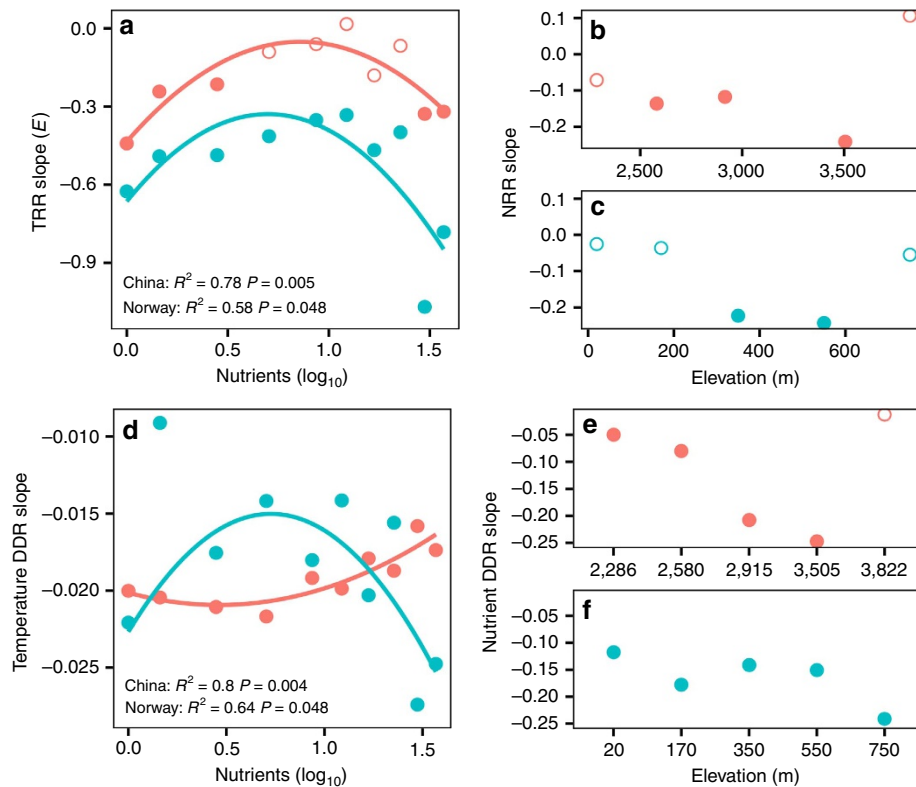 a
0.0
−0.3
−0.6
−0.9
TRR slope (E)
China: R² = 0.78 P = 0.005
Norway: R² = 0.58 P = 0.048
0.0 0.5 1.0 1.5
Nutrients (log₁₀)
b
0.1
0.0
−0.1
−0.2
2,500 3,000 3,500
NRR slope
c
0.1
0.0
−0.1
−0.2
0 200 400 600
Elevation (m)
d
−0.010
−0.015
−0.020
−0.025
Temperature DDR slope
China: R² = 0.8 P = 0.004
Norway: R² = 0.64 P = 0.048
0.0 0.5 1.0 1.5
Nutrients (log₁₀)
e
−0.05
−0.10
−0.15
−0.20
−0.25
2,286 2,580 2,915 3,505 3,822
Nutrient DDR slope
f
−0.05
−0.10
−0.15
−0.20
−0.25
20 170 350 550 750
Elevation (m)